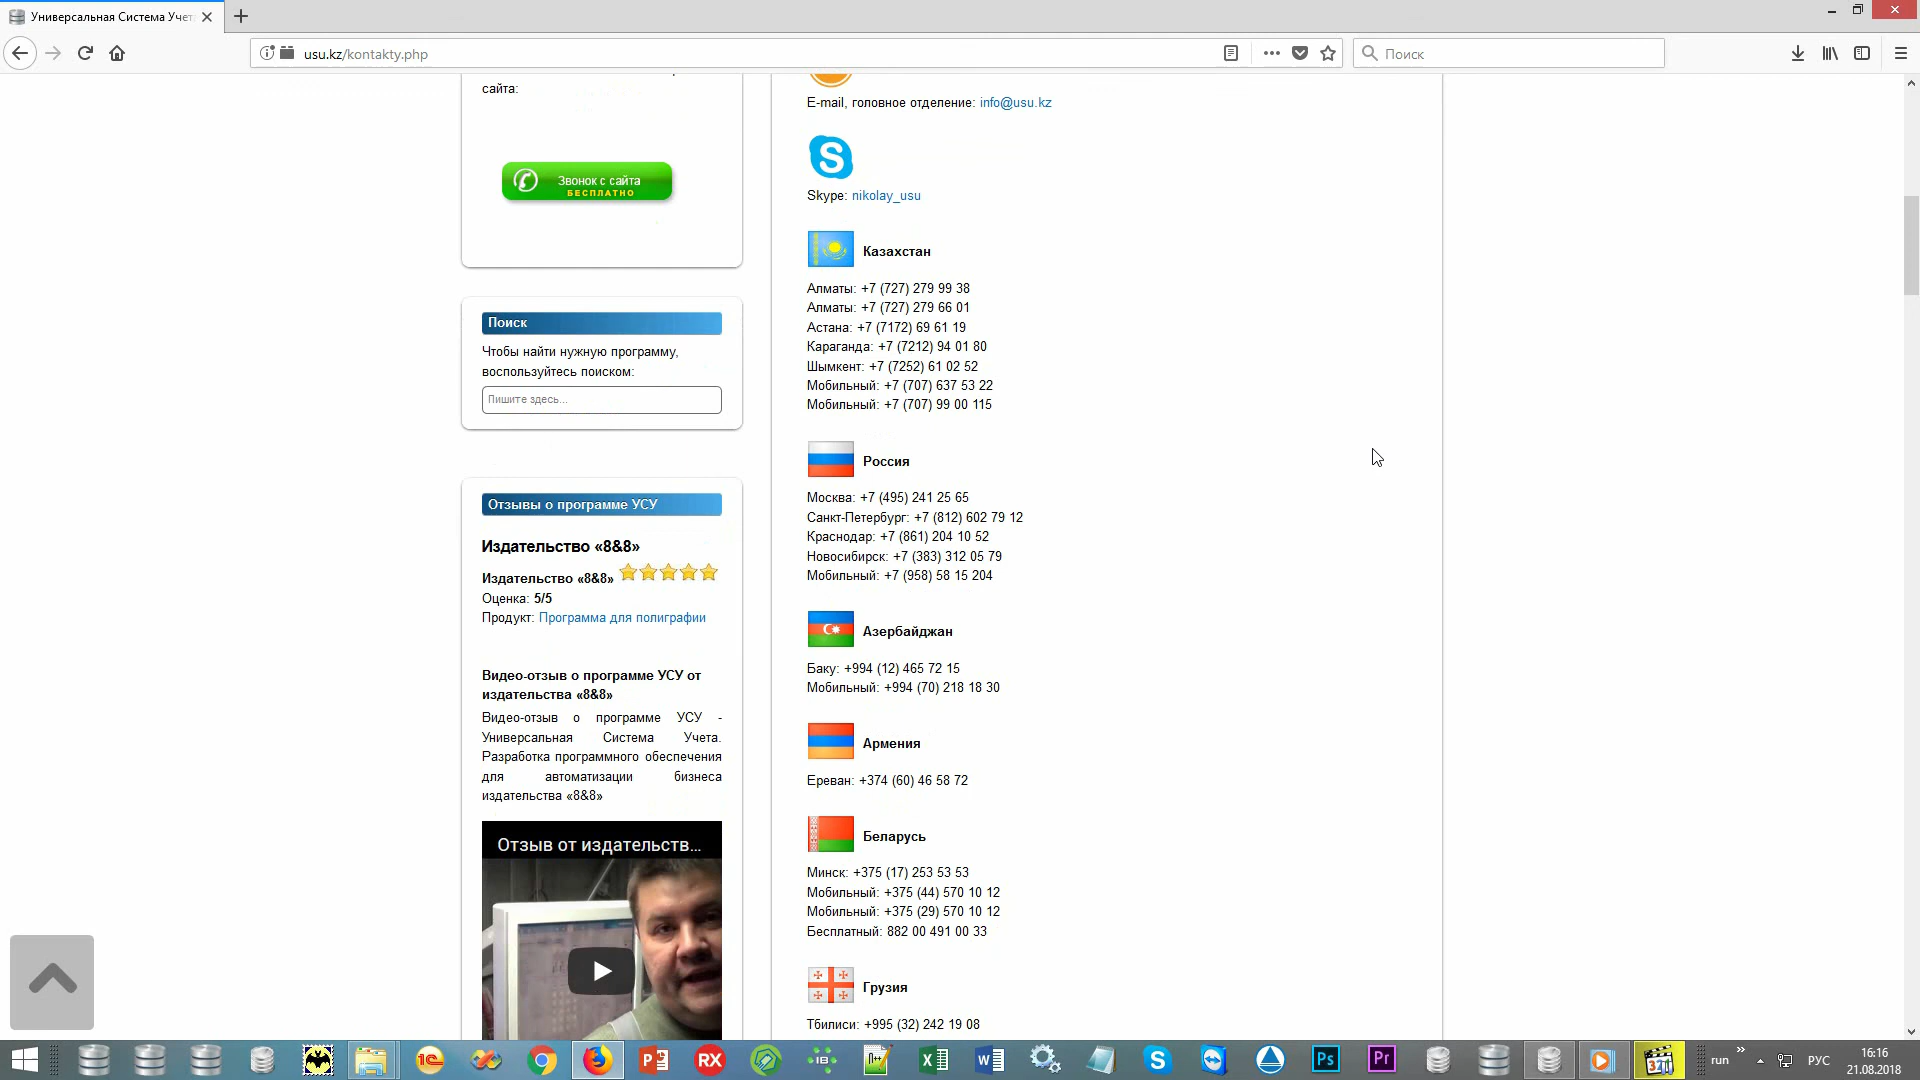 Универсальная Система Учет
usu.kz/kontakty.php
Поиск
сайта:
Звонок с сайта
БЕСПЛАТНО
Поиск
Чтобы найти нужную программу,
воспользуйтесь поиском:
Пишите здесь...
Отзывы о программе УСУ
Издательство «8&8»
Издательство «8&8»
Оценка: 5/5
Продукт: Программа для полиграфии
Видео-отзыв о программе УСУ от
издательства «8&8»
Видео-отзыв о программе УСУ -
Универсальная Система Учета.
Разработка программного обеспечения
для автоматизации бизнеса
издательства «8&8»
Отзыв от издательств...
E-mail, головное отделение: info@usu.kz
Skype: nikolay_usu
Казахстан
Алматы: +7 (727) 279 99 38
Алматы: +7 (727) 279 66 01
Астана: +7 (7172) 69 61 19
Караганда: +7 (7212) 94 01 80
Шымкент: +7 (7252) 61 02 52
Мобильный: +7 (707) 637 53 22
Мобильный: +7 (707) 99 00 115
Россия
Москва: +7 (495) 241 25 65
Санкт-Петербург: +7 (812) 602 79 12
Краснодар: +7 (861) 204 10 52
Новосибирск: +7 (383) 312 05 79
Мобильный: +7 (958) 58 15 204
Азербайджан
Баку: +994 (12) 465 72 15
Мобильный: +994 (70) 218 18 30
Армения
Ереван: +374 (60) 46 58 72
Беларусь
Минск: +375 (17) 253 53 53
Мобильный: +375 (44) 570 10 12
Мобильный: +375 (29) 570 10 12
Бесплатный: 882 00 491 00 33
Грузия
Тбилиси: +995 (32) 242 19 08
run
РУС
16:16
21.08.2018